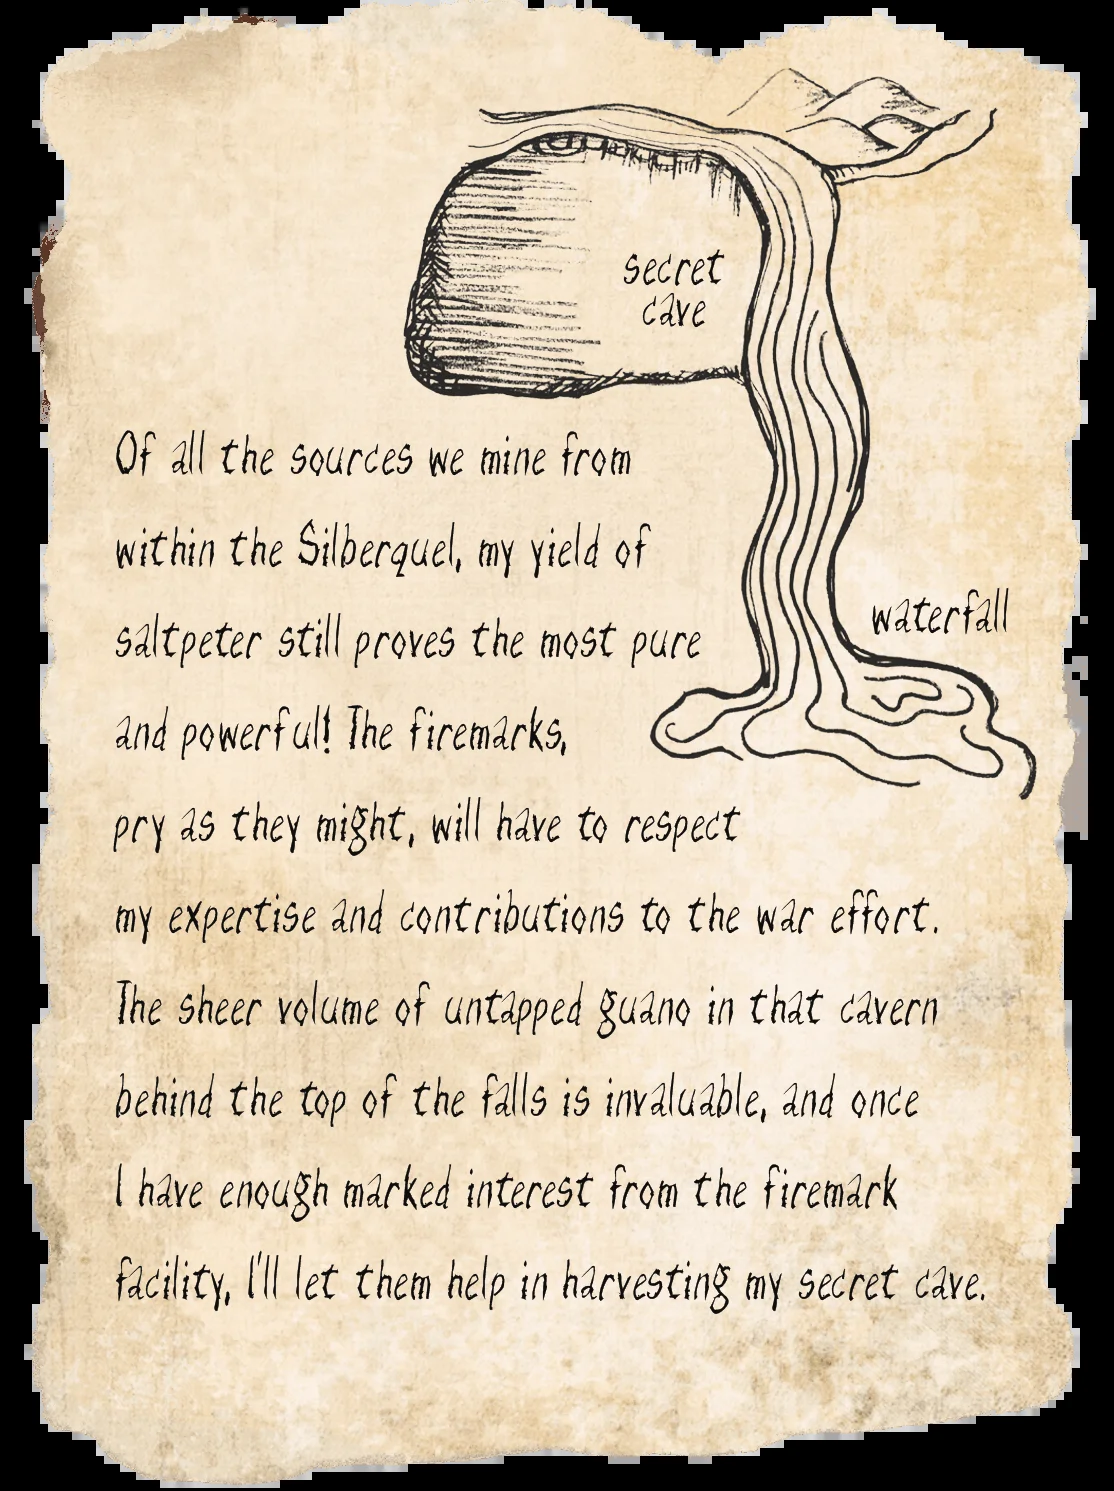 secret
cave
Of all the sources we mine from
within the Silberquel, my yield of
saltpeter still proves the most pure
waterfall
and powerful! The firemarks,
pry as they might, will have to respect
my expertise and contributions to the war effort.
The sheer volume of untapped guano in that cavern
behind the top of the falls is invaluable, and once
I have enough marked interest from the firemark
facility, I'll let them help in harvesting my secret cave.